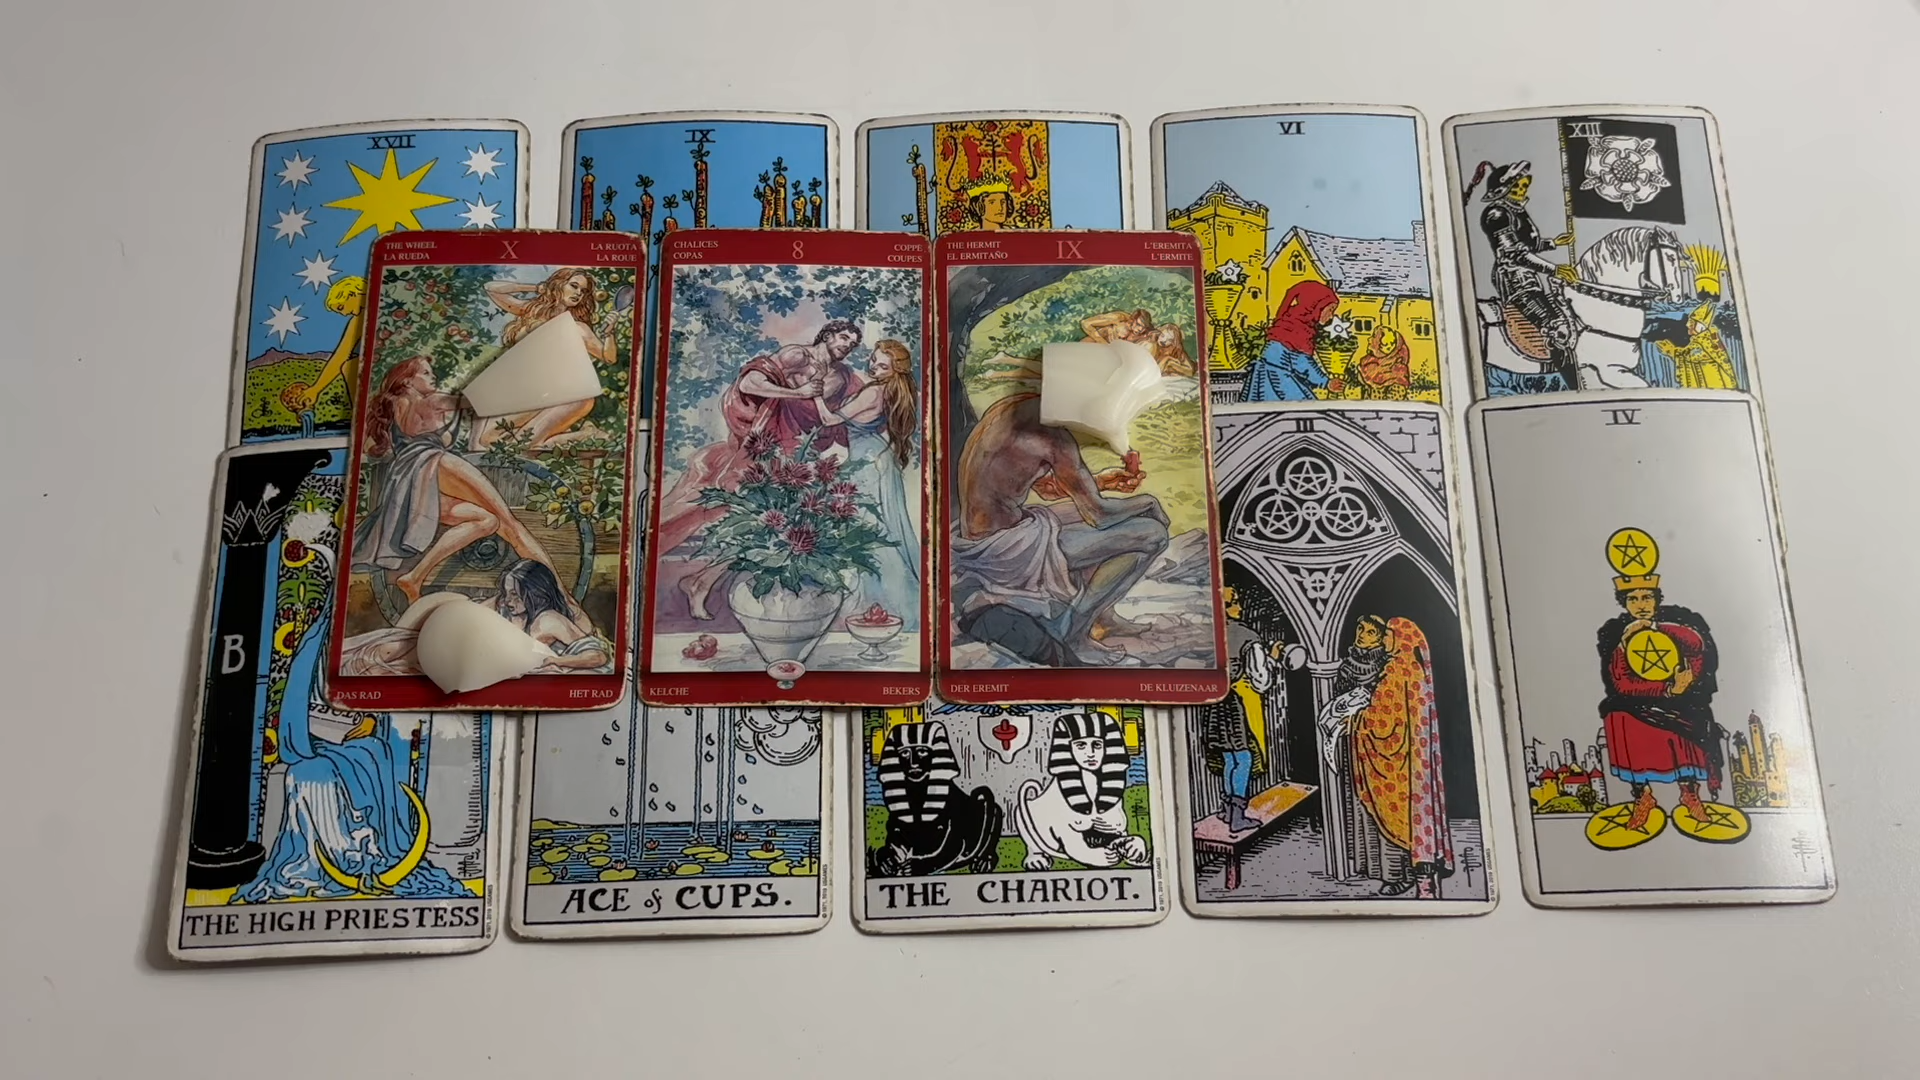 XVII
IX
VI
XIII
THE WHEEL
LA RUEDA
X
LA RUOTA
LA ROUE
CHALICES
COPAS
8
COPPE
COUPES
THE HERMIT
EL ERMITAÑO
IX
L'EREMITA
L'ERMITE
III
IV
B
DAS RAD
HET RAD
KELCHE
BEKERS
DER EREMIT
DE KLUIZENAAR
THE HIGH PRIESTESS
ACE of CUPS.
THE CHARIOT.